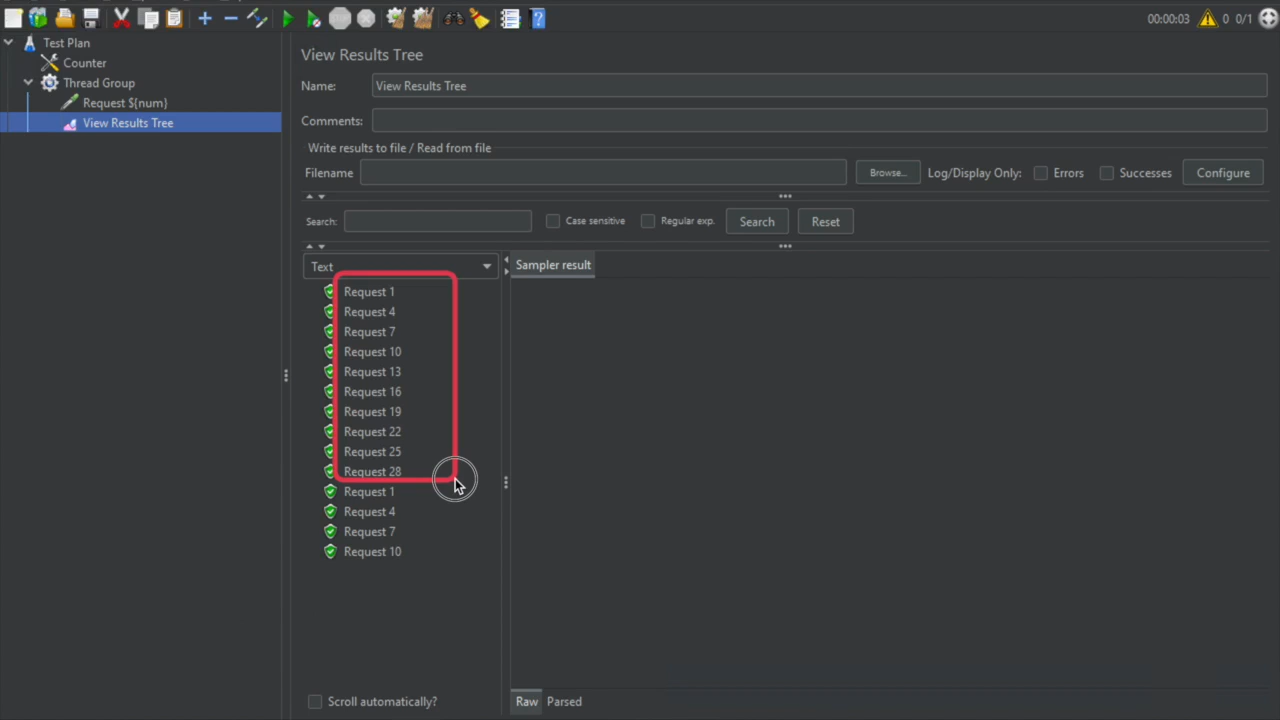 00:00:03 0 0/1
Test Plan
Counter
Thread Group
Request ${num}
View Results Tree
View Results Tree
Name: View Results Tree
Comments:
Write results to file / Read from file
Filename Browse... Log/Display Only: Errors Successes Configure
Search: Case sensitive Regular exp. Search Reset
Text
Sampler result
Request 1
Request 4
Request 7
Request 10
Request 13
Request 16
Request 19
Request 22
Request 25
Request 28
Request 1
Request 4
Request 7
Request 10
Scroll automatically?
Raw Parsed